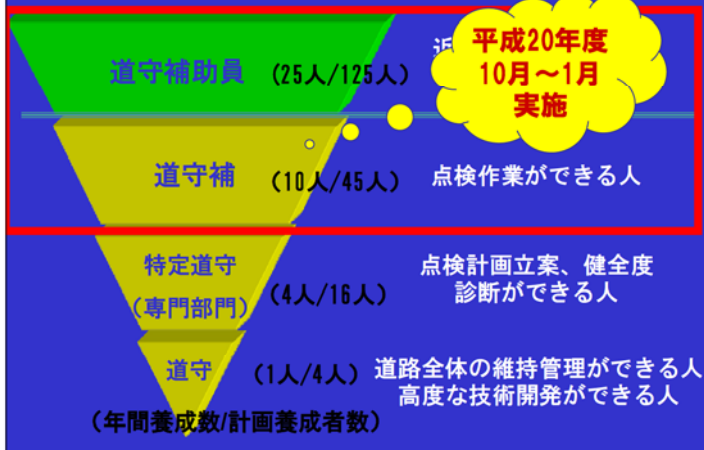 道守補助員 (25人/125人) 近
平成20年度
10月～1月
実施
道守補 (10人/45人) 点検作業ができる人
特定道守
(専門部門) (4人/16人) 点検計画立案、健全度
診断ができる人
道守 (1人/4人) 道路全体の維持管理ができる人
高度な技術開発ができる人
(年間養成数/計画養成者数)